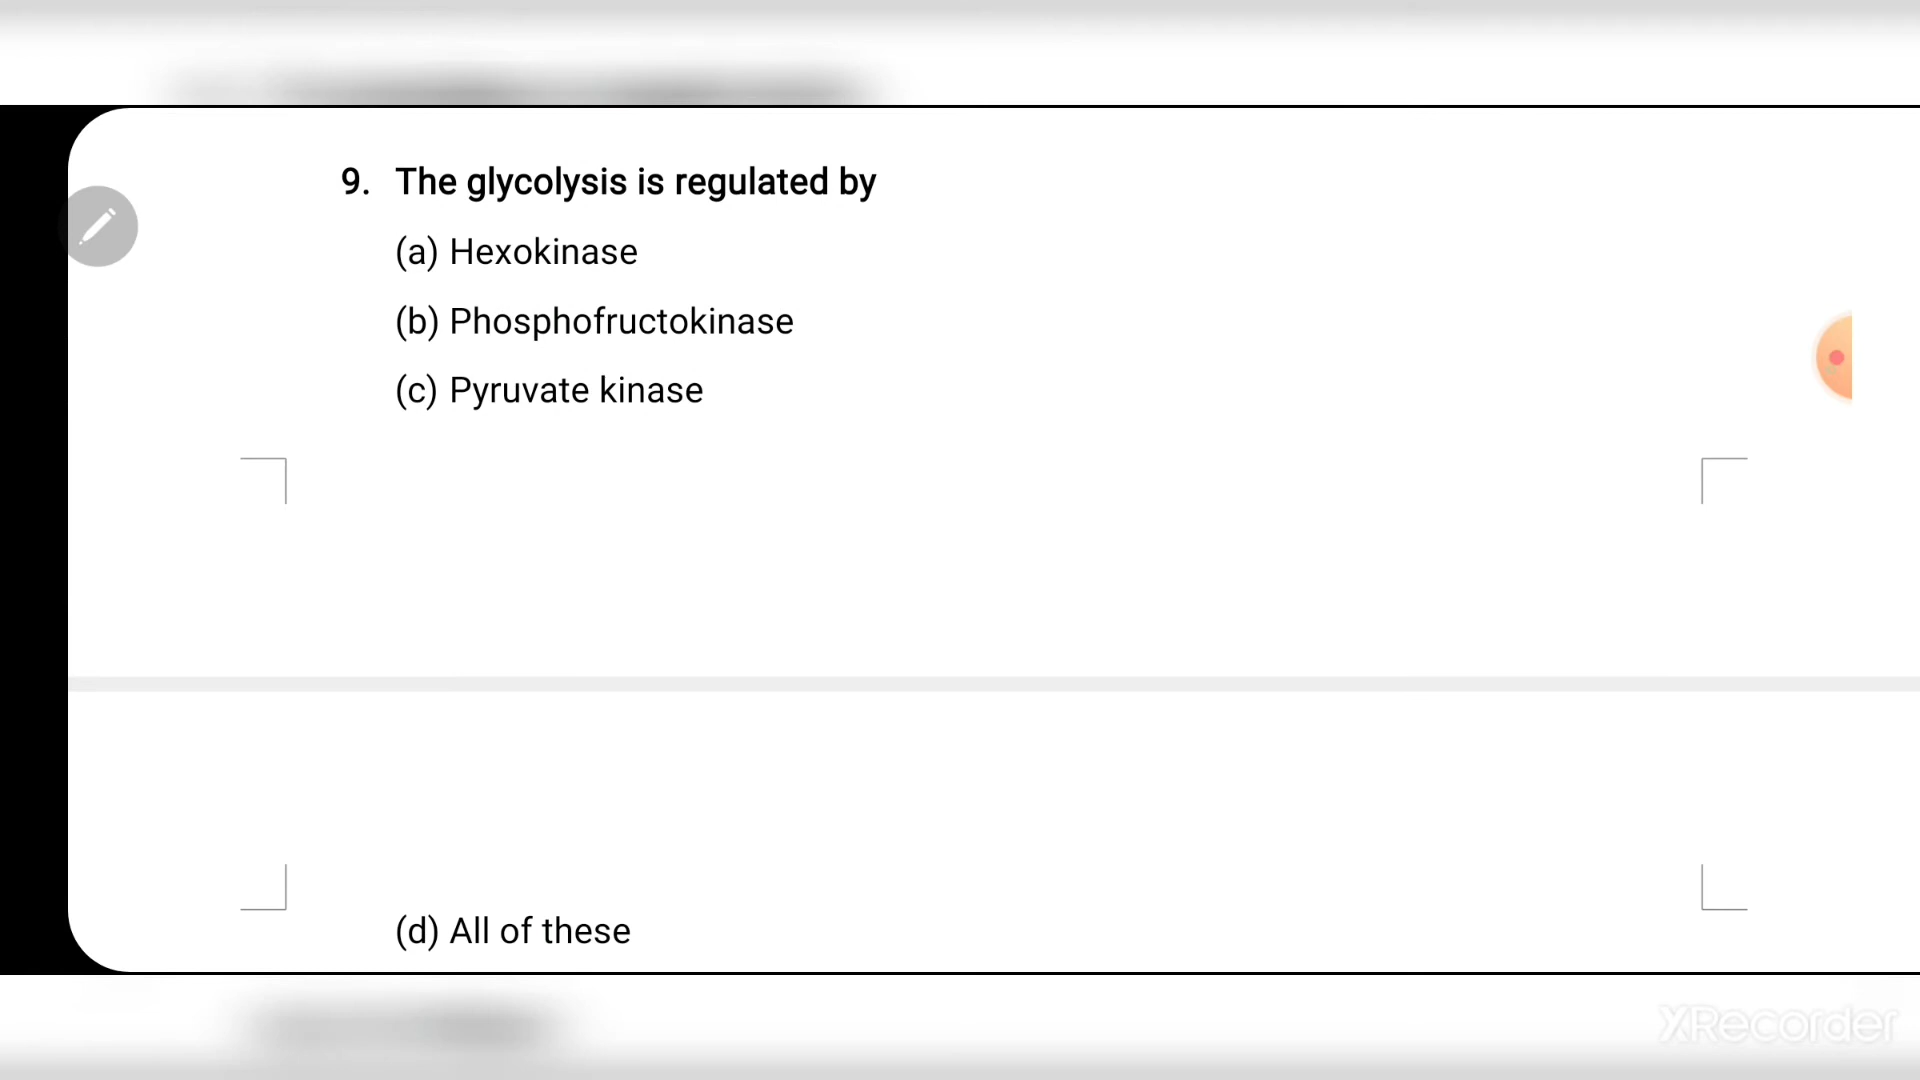 9. The glycolysis is regulated by
(a) Hexokinase
(b) Phosphofructokinase
(c) Pyruvate kinase
(d) All of these
XRecorder